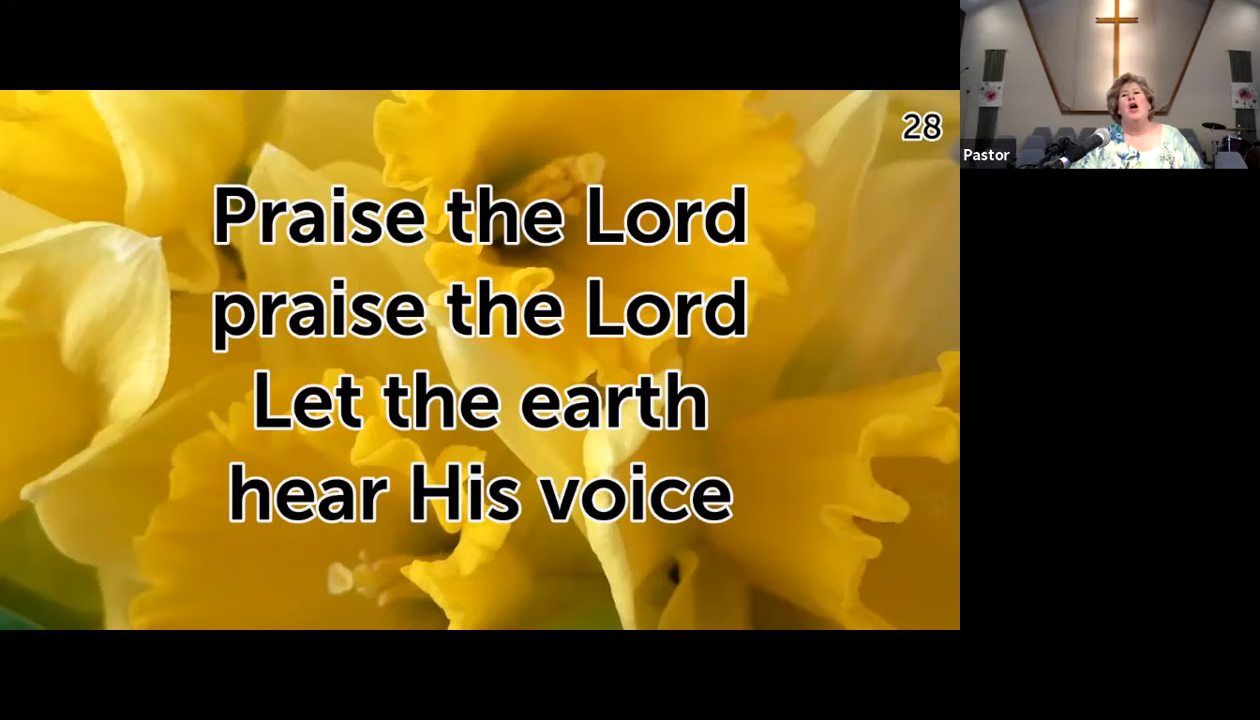 28
Praise the Lord
praise the Lord
Let the earth
hear His voice
Pastor